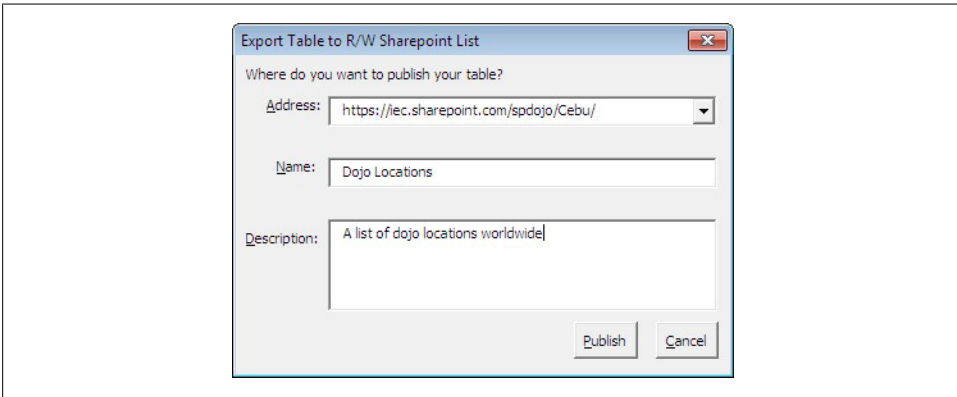 Export Table to R/W Sharepoint List
Where do you want to publish your table?
Address: https://iec.sharepoint.com/spdojo/Cebu/
Name: Dojo Locations
Description: A list of dojo locations worldwide
Publish Cancel